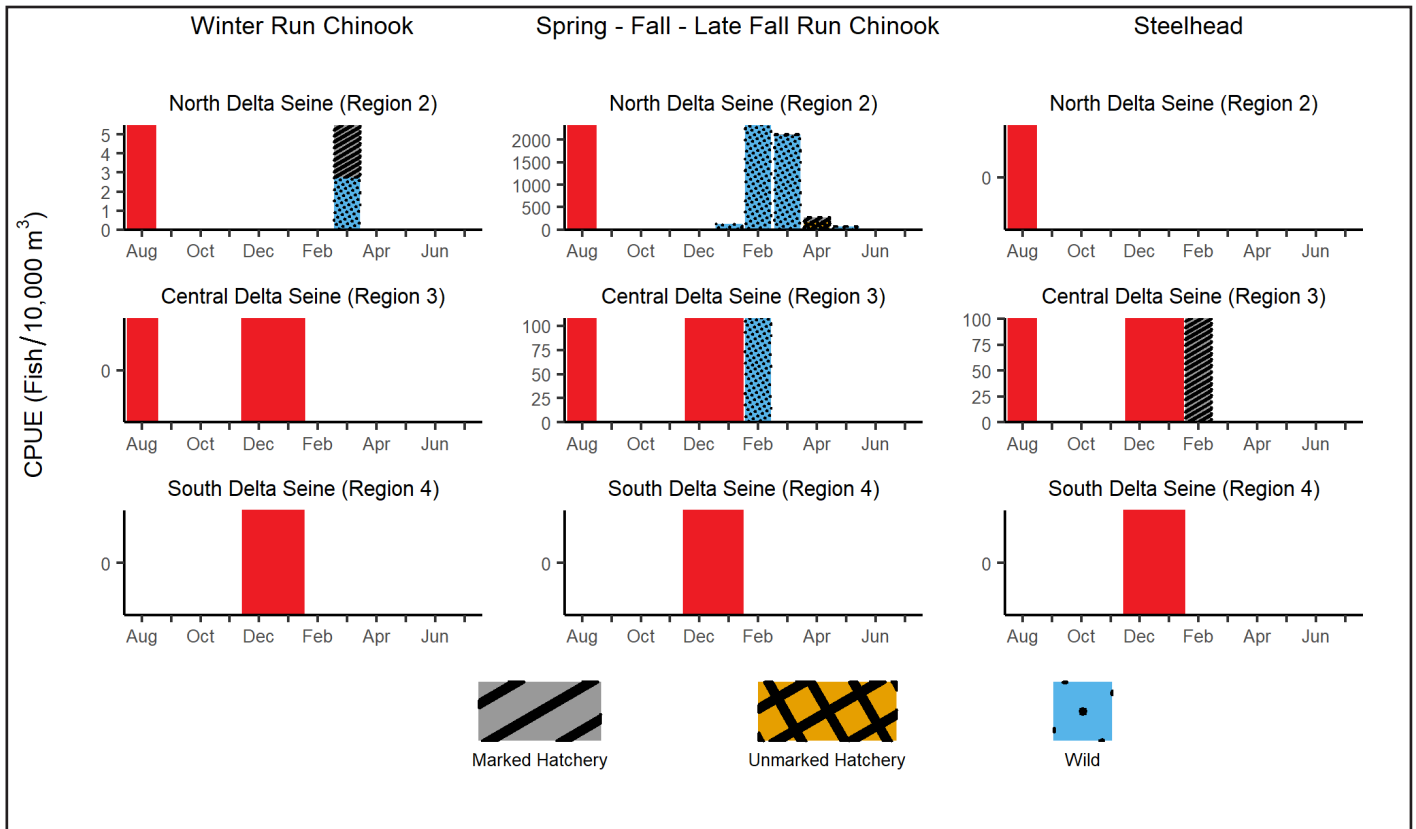 Winter Run Chinook Spring - Fall - Late Fall Run Chinook Steelhead
CPUE (Fish/10,000 m³)
North Delta Seine (Region 2) North Delta Seine (Region 2) North Delta Seine (Region 2)
5
4
3
2
1
0
2000
1500
1000
500
0
0
Aug Oct Dec Feb Apr Jun Aug Oct Dec Feb Apr Jun Aug Oct Dec Feb Apr Jun
Central Delta Seine (Region 3) Central Delta Seine (Region 3) Central Delta Seine (Region 3)
0
100
75
50
25
0
100
75
50
25
0
Aug Oct Dec Feb Apr Jun Aug Oct Dec Feb Apr Jun Aug Oct Dec Feb Apr Jun
South Delta Seine (Region 4) South Delta Seine (Region 4) South Delta Seine (Region 4)
0 0 0
Aug Oct Dec Feb Apr Jun Aug Oct Dec Feb Apr Jun Aug Oct Dec Feb Apr Jun
Marked Hatchery Unmarked Hatchery Wild